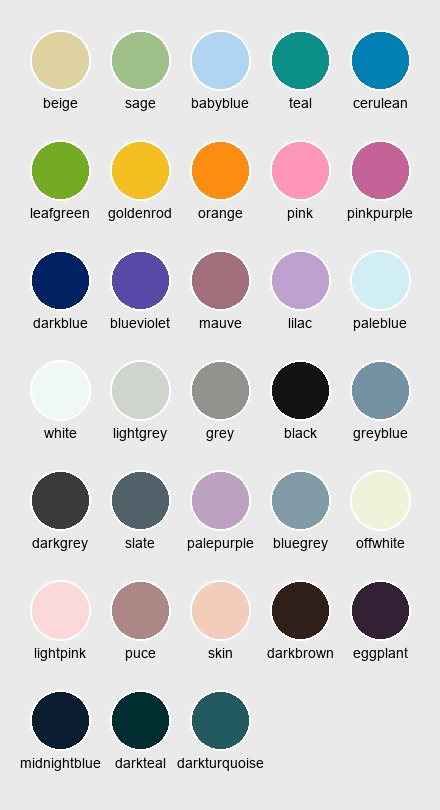 beige sage babyblue teal cerulean
leafgreen goldenrod orange pink pinkpurple
darkblue blueviolet mauve lilac paleblue
white lightgrey grey black greyblue
darkgrey slate palepurple bluegrey offwhite
lightpink puce skin darkbrown eggplant
midnightblue darkteal darkturquoise